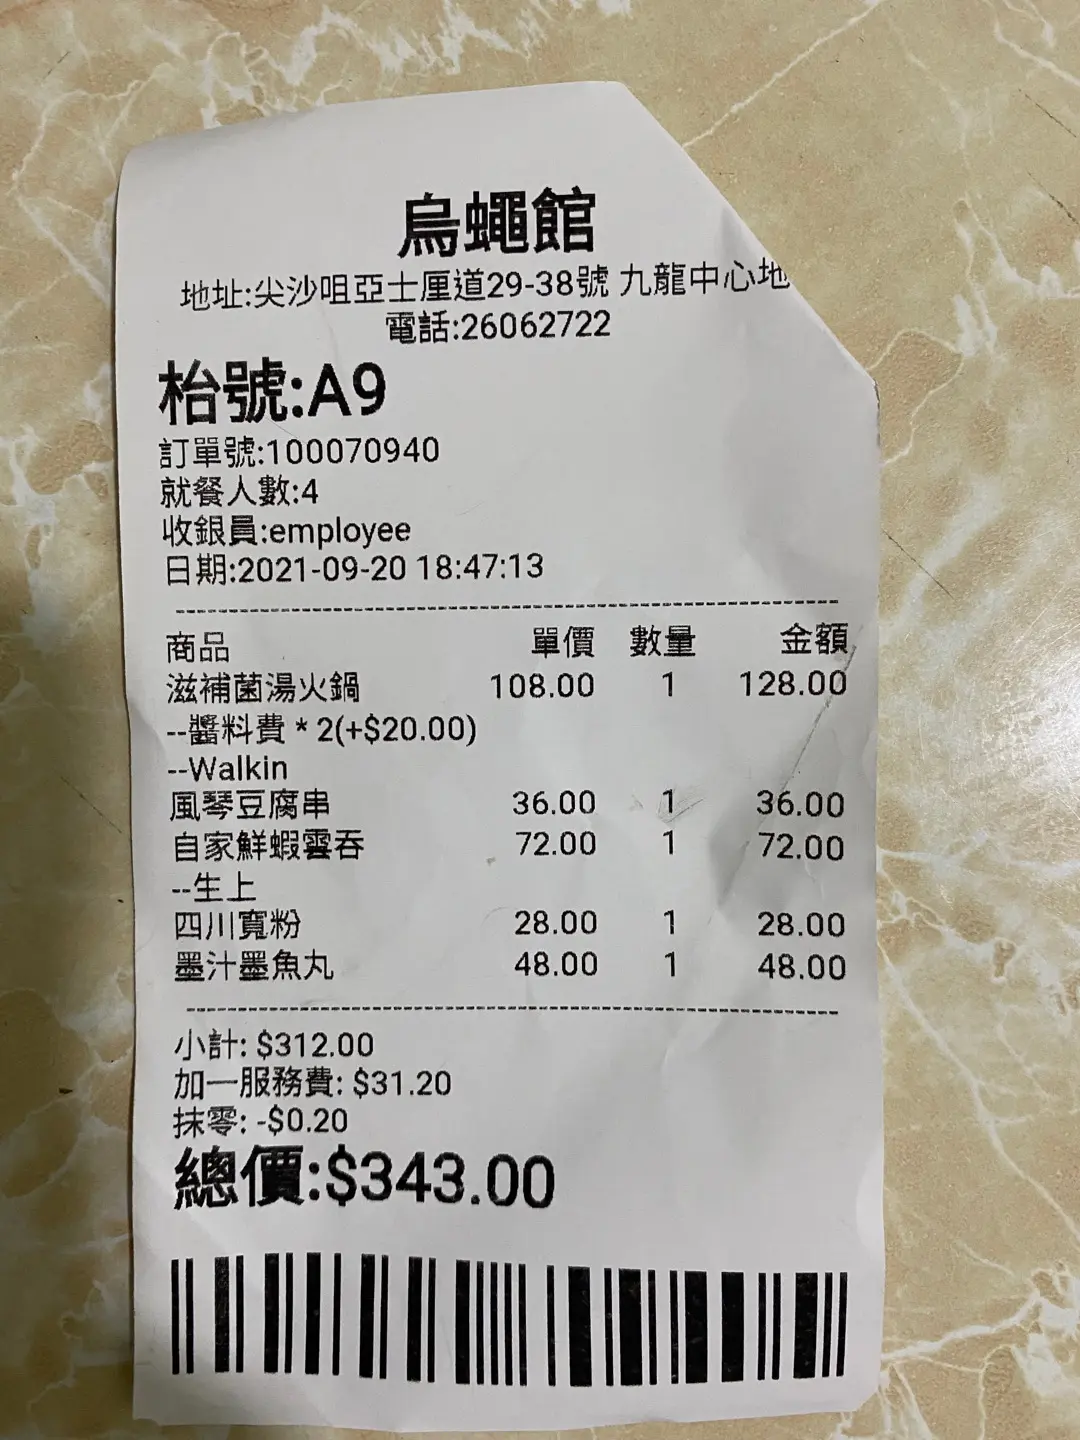 烏蠅館
地址:尖沙咀亞士厘道29-38號 九龍中心地
電話:26062722
枱號:A9
訂單號:100070940
就餐人數:4
收銀員:employee
日期:2021-09-20 18:47:13
商品 單價 數量 金額
滋補菌湯火鍋 108.00 1 128.00
--醬料費 * 2(+$20.00)
--Walkin
風琴豆腐串 36.00 1 36.00
自家鮮蝦雲吞 72.00 1 72.00
--生上
四川寬粉 28.00 1 28.00
墨汁墨魚丸 48.00 1 48.00
小計: $312.00
加一服務費: $31.20
抹零: -$0.20
總價:$343.00